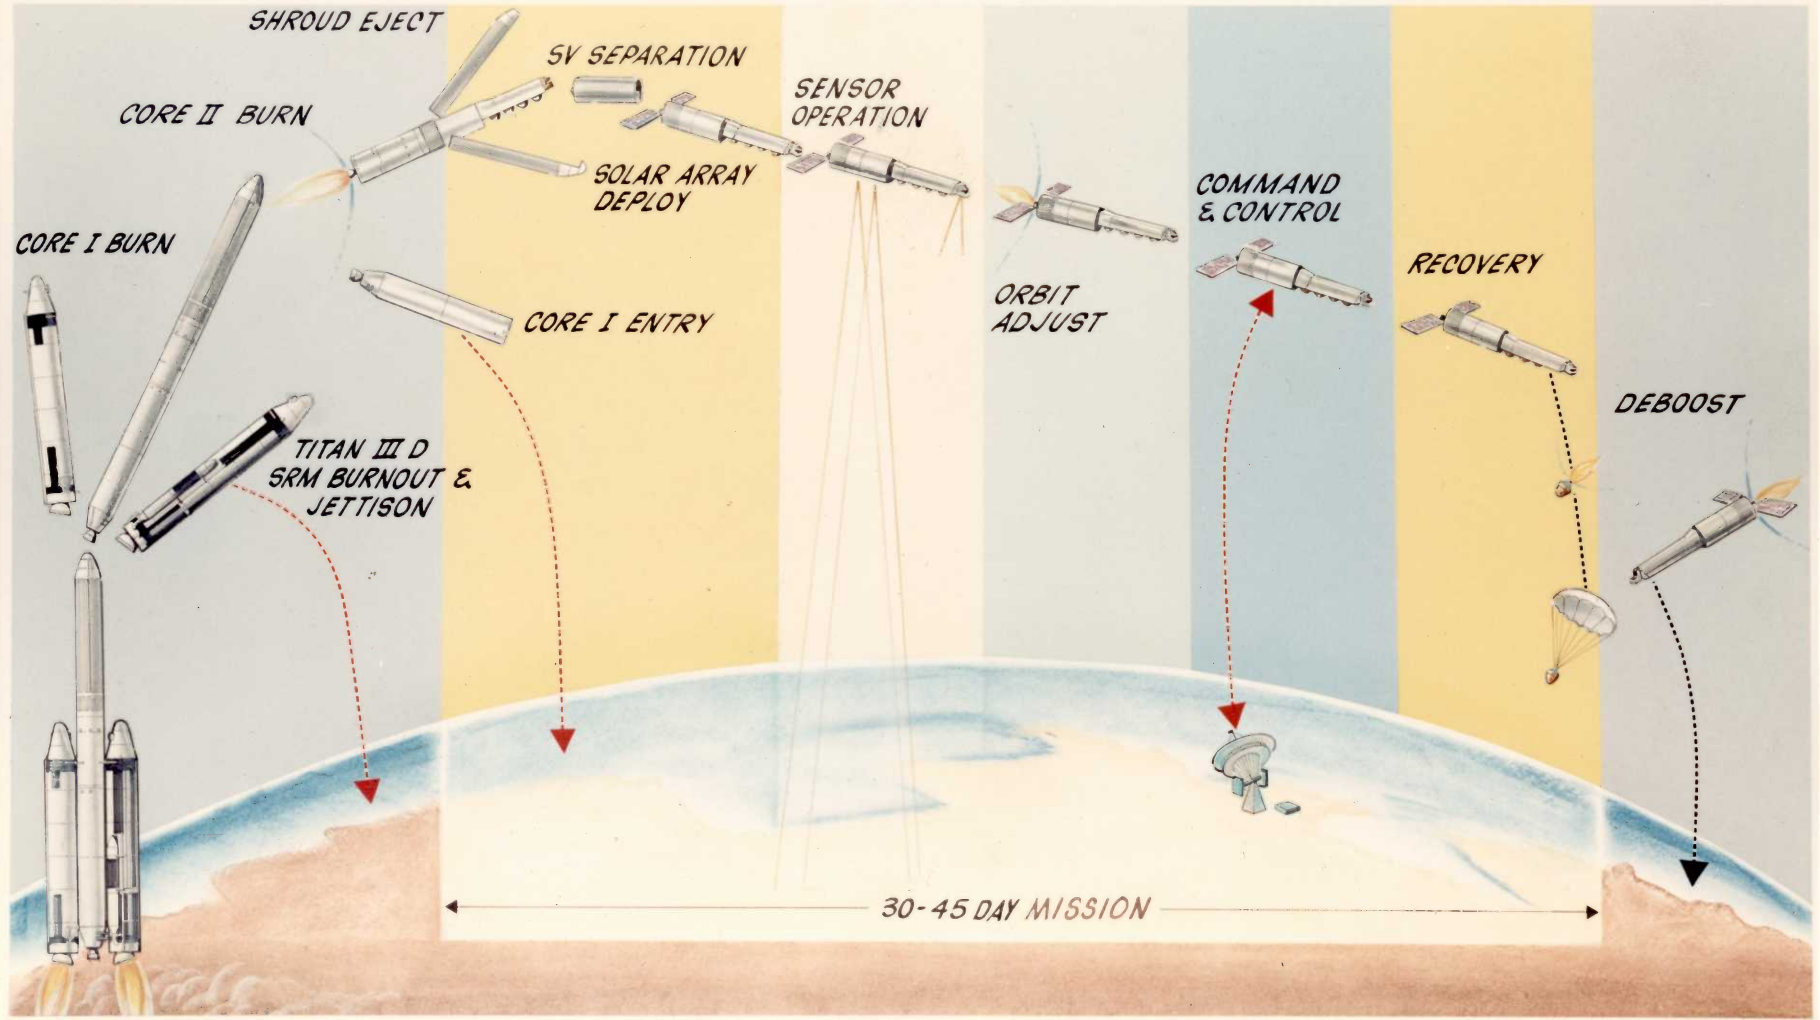 SHROUD EJECT
SV SEPARATION
SENSOR
OPERATION
CORE II BURN
SOLAR ARRAY
DEPLOY
COMMAND
& CONTROL
CORE I BURN
RECOVERY
ORBIT
ADJUST
CORE I ENTRY
DEBOOST
TITAN III D
SRM BURNOUT &
JETTISON
30-45 DAY MISSION